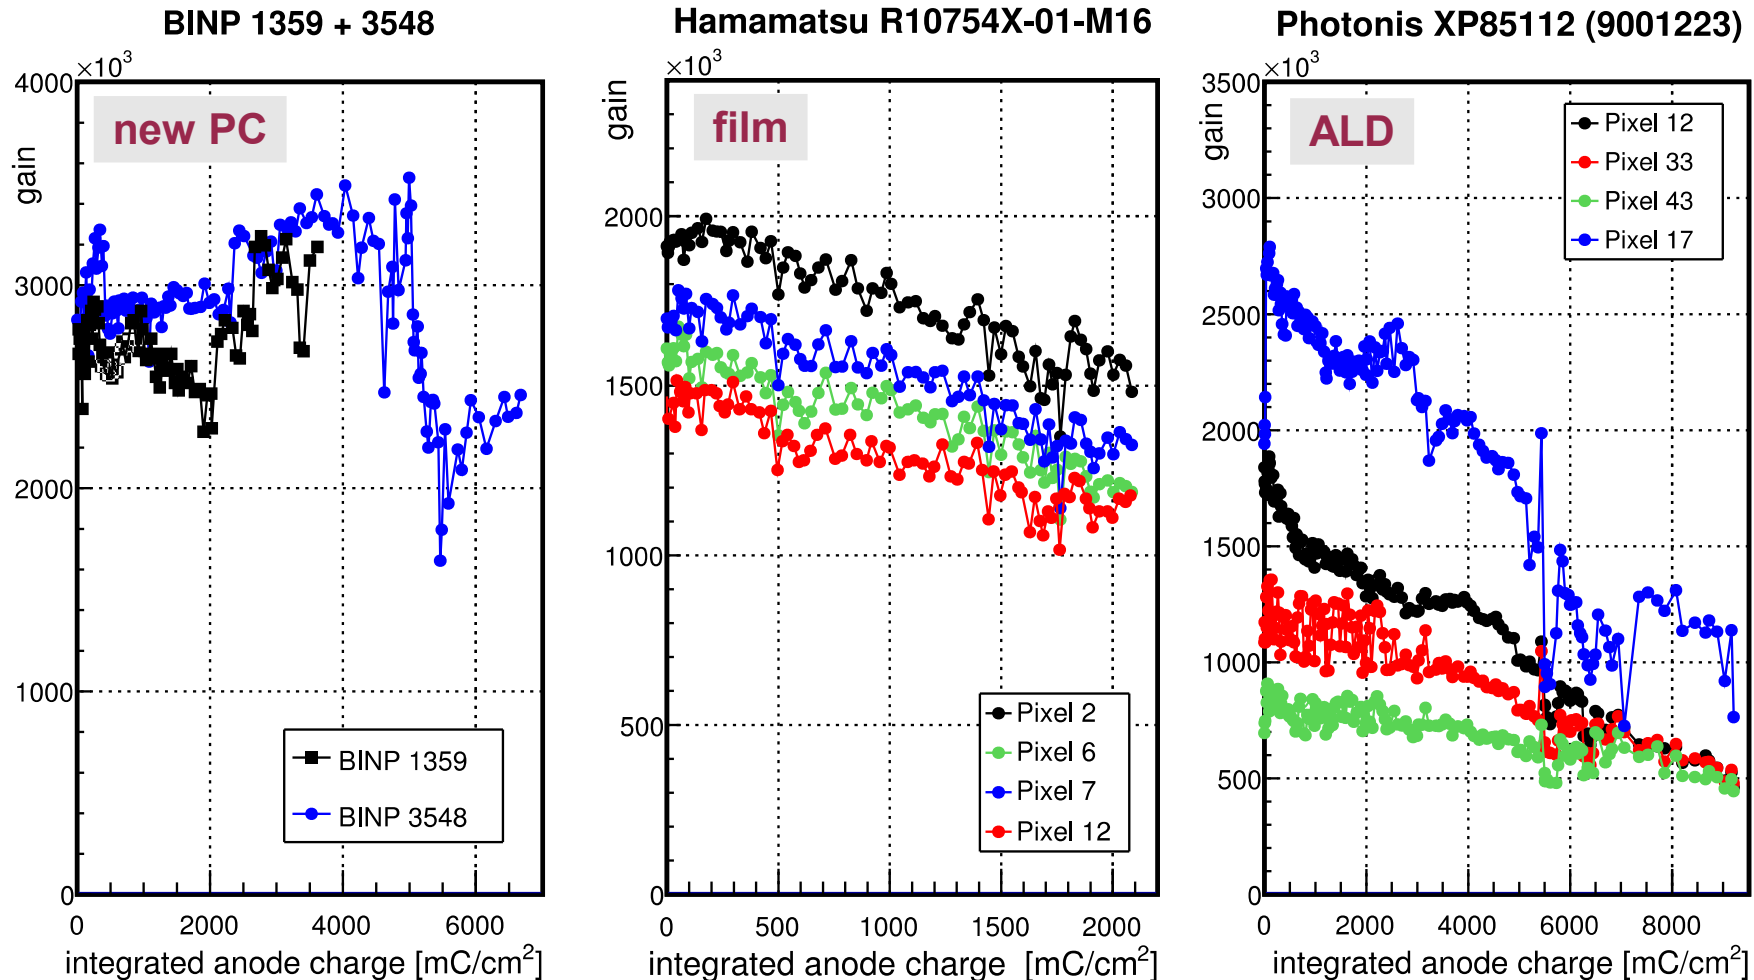 BINP 1359 + 3548
×10³
4000
3000
2000
1000
0
gain
new PC
BINP 1359
BINP 3548
0 2000 4000 6000
integrated anode charge [mC/cm²]
Hamamatsu R10754X-01-M16
×10³
2000
1500
1000
500
0
gain
film
Pixel 2
Pixel 6
Pixel 7
Pixel 12
0 500 1000 1500 2000
integrated anode charge [mC/cm²]
Photonis XP85112 (9001223)
×10³
3500
3000
2500
2000
1500
1000
500
0
gain
ALD
Pixel 12
Pixel 33
Pixel 43
Pixel 17
0 2000 4000 6000 8000
integrated anode charge [mC/cm²]